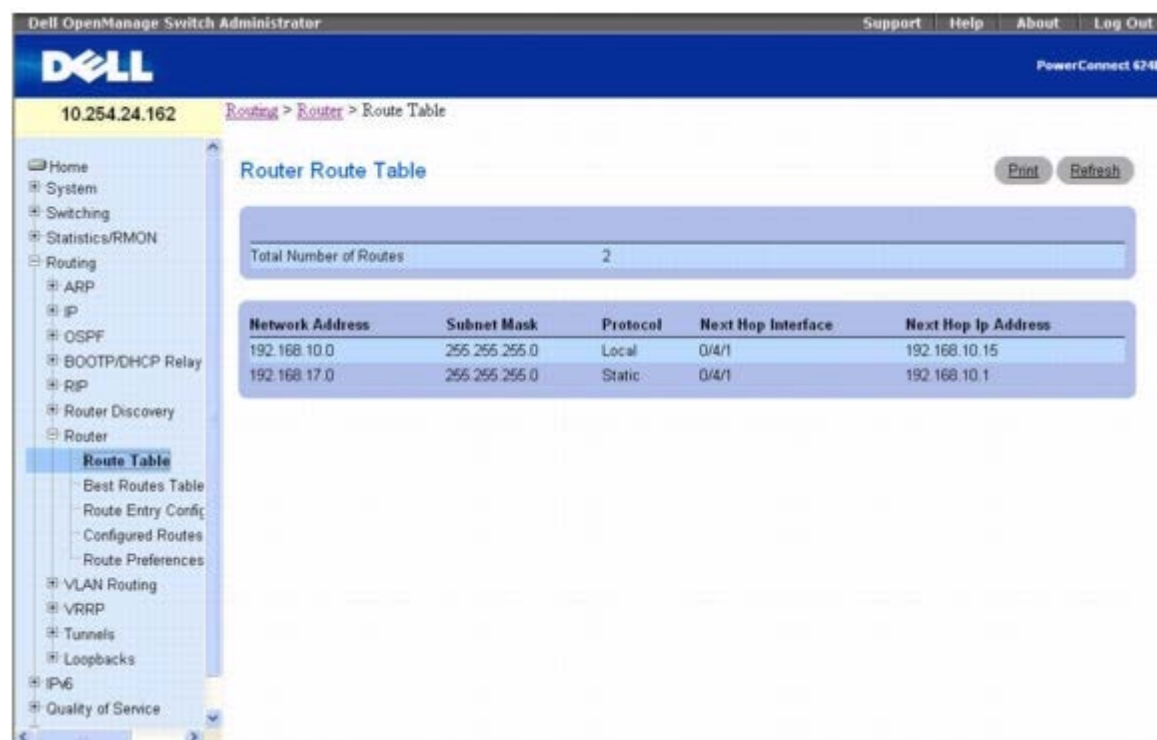 Dell OpenManage Switch Administrator Support Help About Log Out
DELL
PowerConnect 6248
10.254.24.162
Routing > Router > Route Table
Home
System
Switching
Statistics/RMON
Routing
ARP
IP
OSPF
BOOTP/DHCP Relay
RIP
Router Discovery
Router
Route Table
Best Routes Table
Route Entry Config
Configured Routes
Route Preferences
VLAN Routing
VRRP
Tunnels
Loopbacks
IPv6
Quality of Service
Router Route Table
Print Refresh
Total Number of Routes 2
Network Address Subnet Mask Protocol Next Hop Interface Next Hop Ip Address
192.168.10.0 255.255.255.0 Local 0/4/1 192.168.10.15
192.168.17.0 255.255.255.0 Static 0/4/1 192.168.10.1